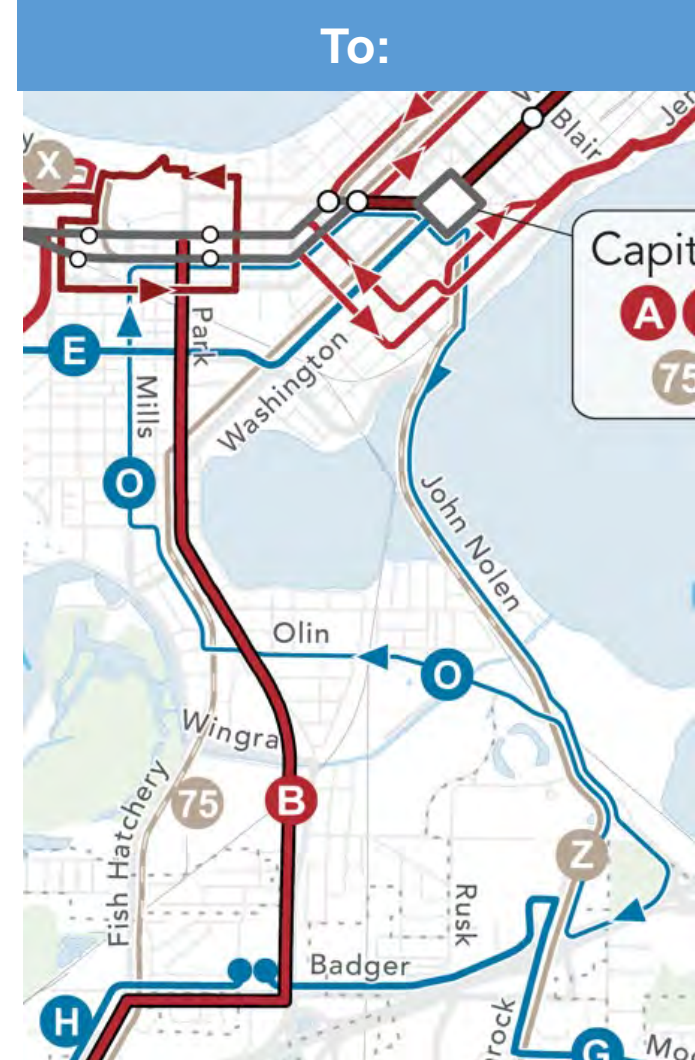 To:
Blair
X
Capit
A
75
Park
E
Washington
Mills
O
John Nolen
Olin
O
Wingra
75
B
Fish Hatchery
Z
Rusk
Badger
H
G